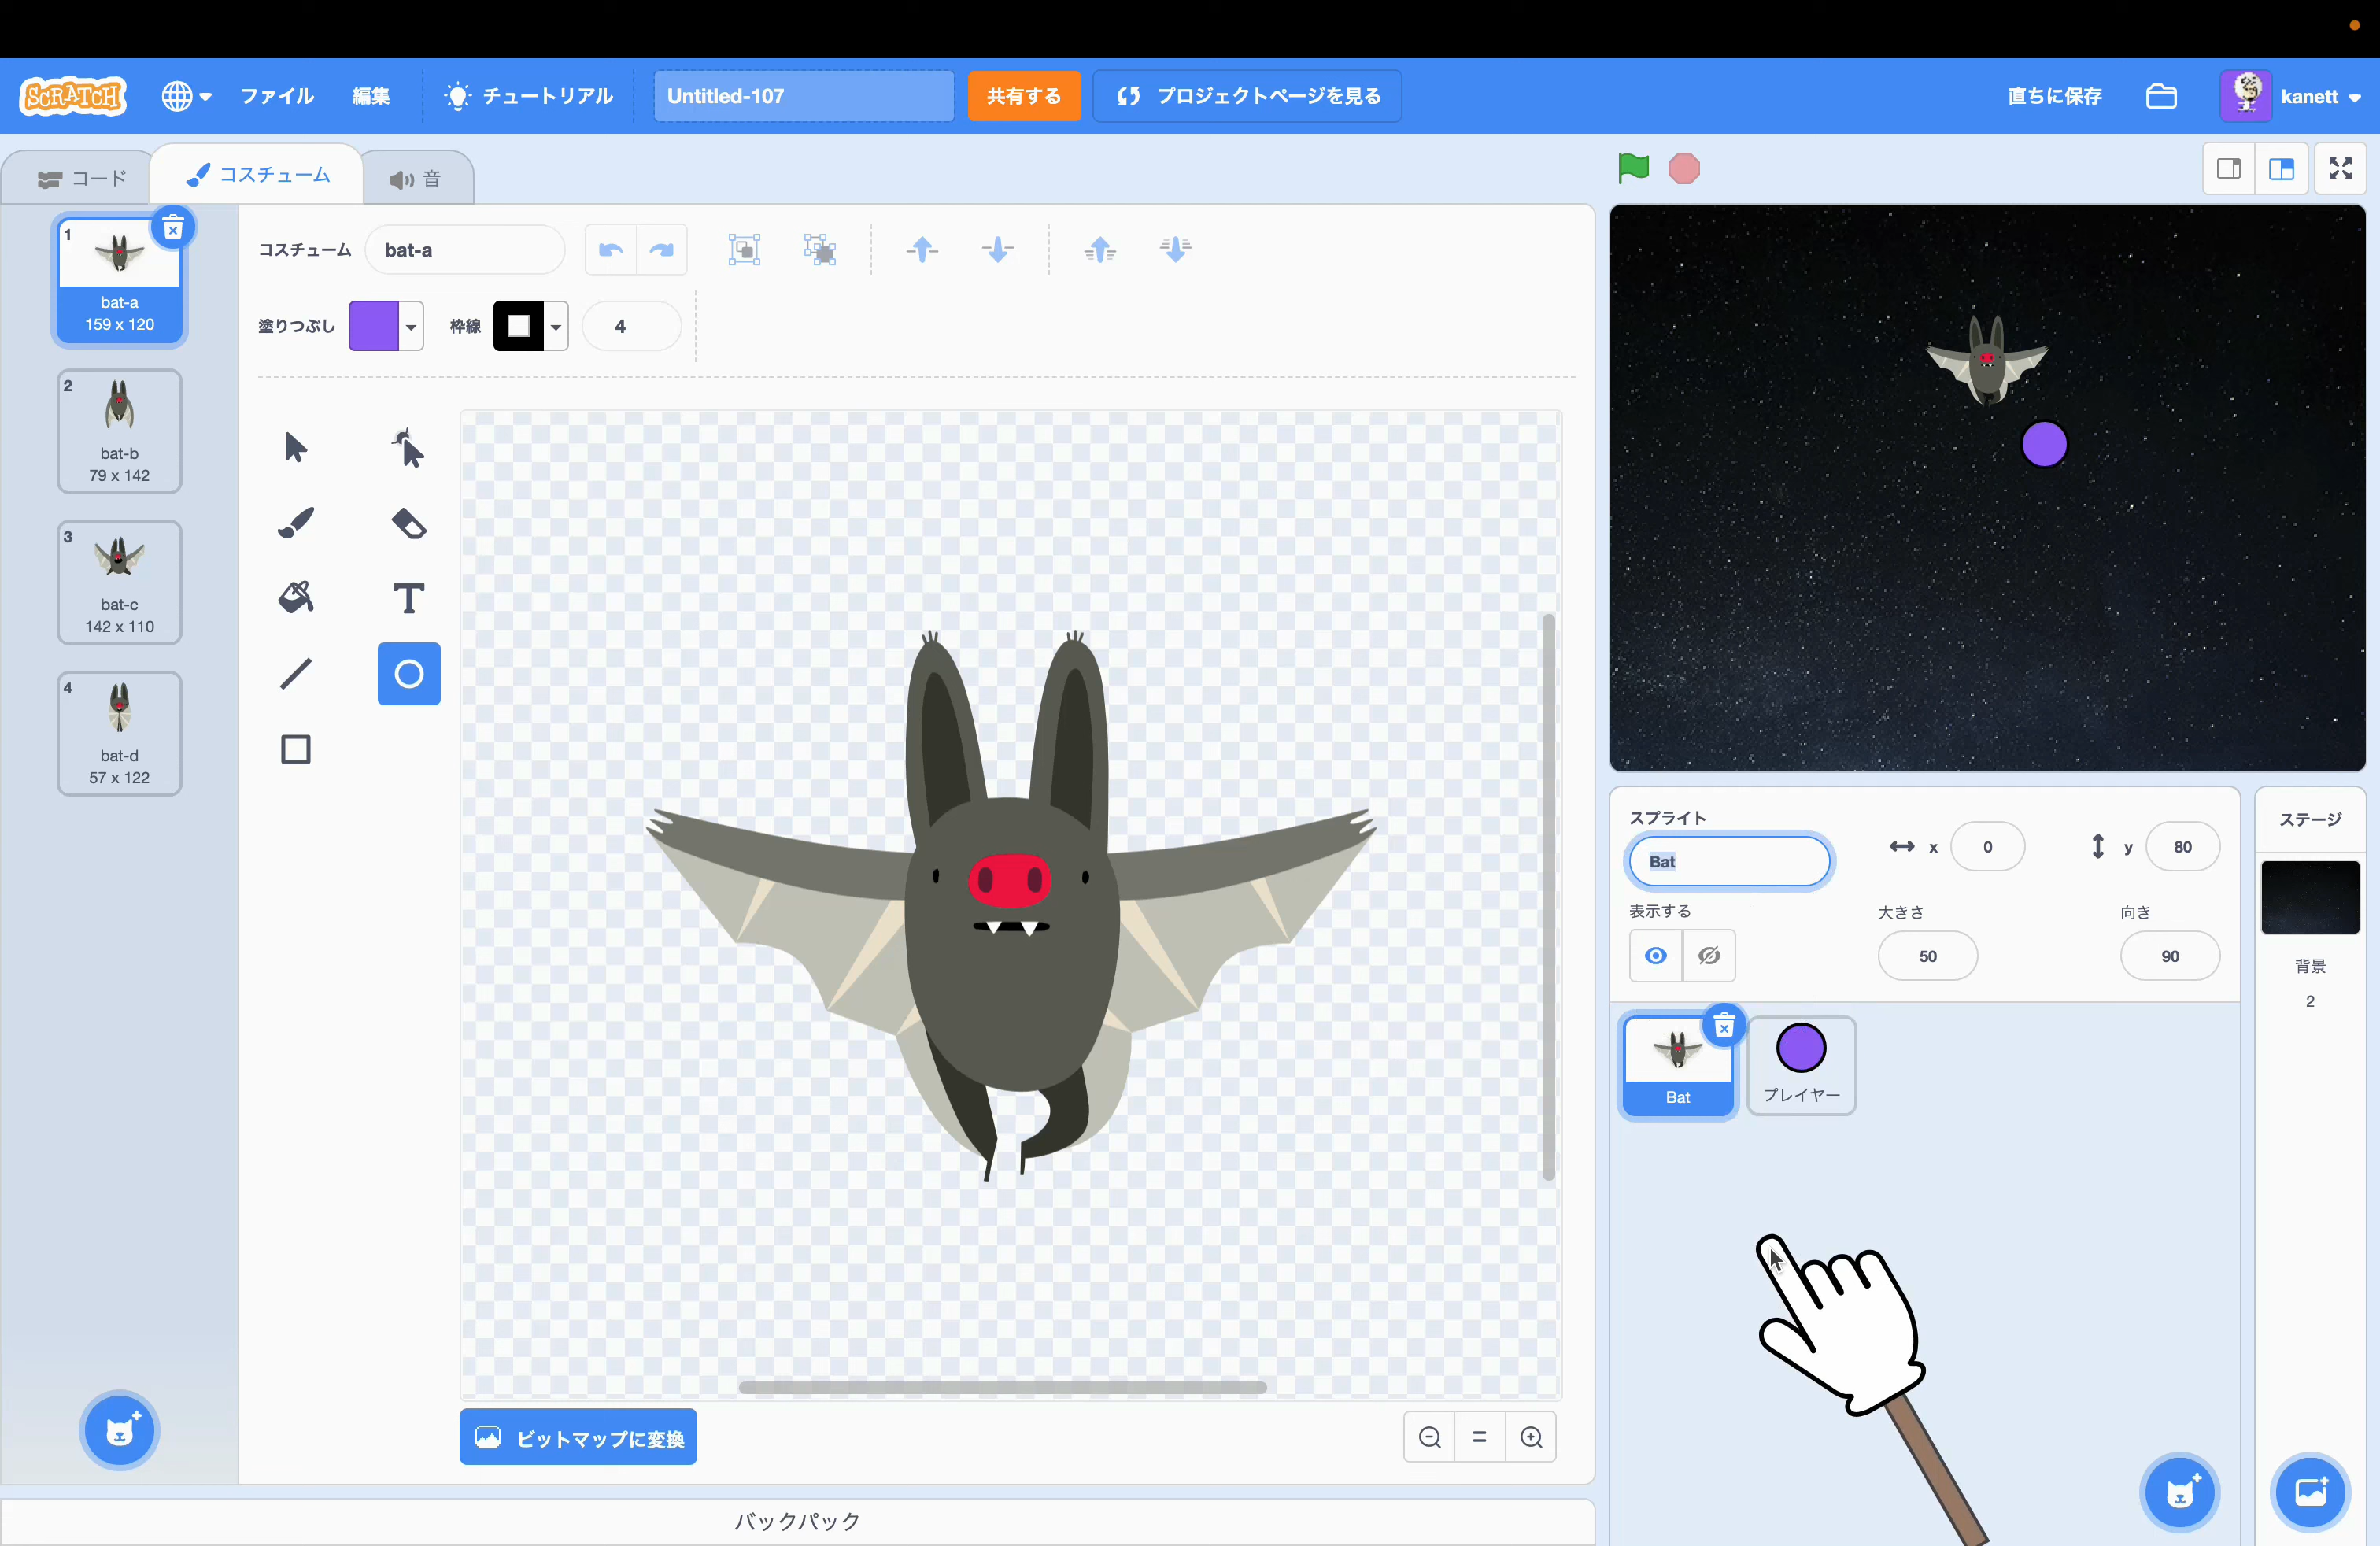 SCRATCH
ファイル
編集
チュートリアル
Untitled-107
共有する
プロジェクトページを見る
直ちに保存
kanett
コード
コスチューム
音
1
bat-a
159 x 120
2
bat-b
79 x 142
3
bat-c
142 x 110
4
bat-d
57 x 122
コスチューム
bat-a
塗りつぶし
枠線
4
T
ビットマップに変換
バックパック
スプライト
Bat
x
0
y
80
表示する
大きさ
50
向き
90
Bat
プレイヤー
ステージ
背景
2